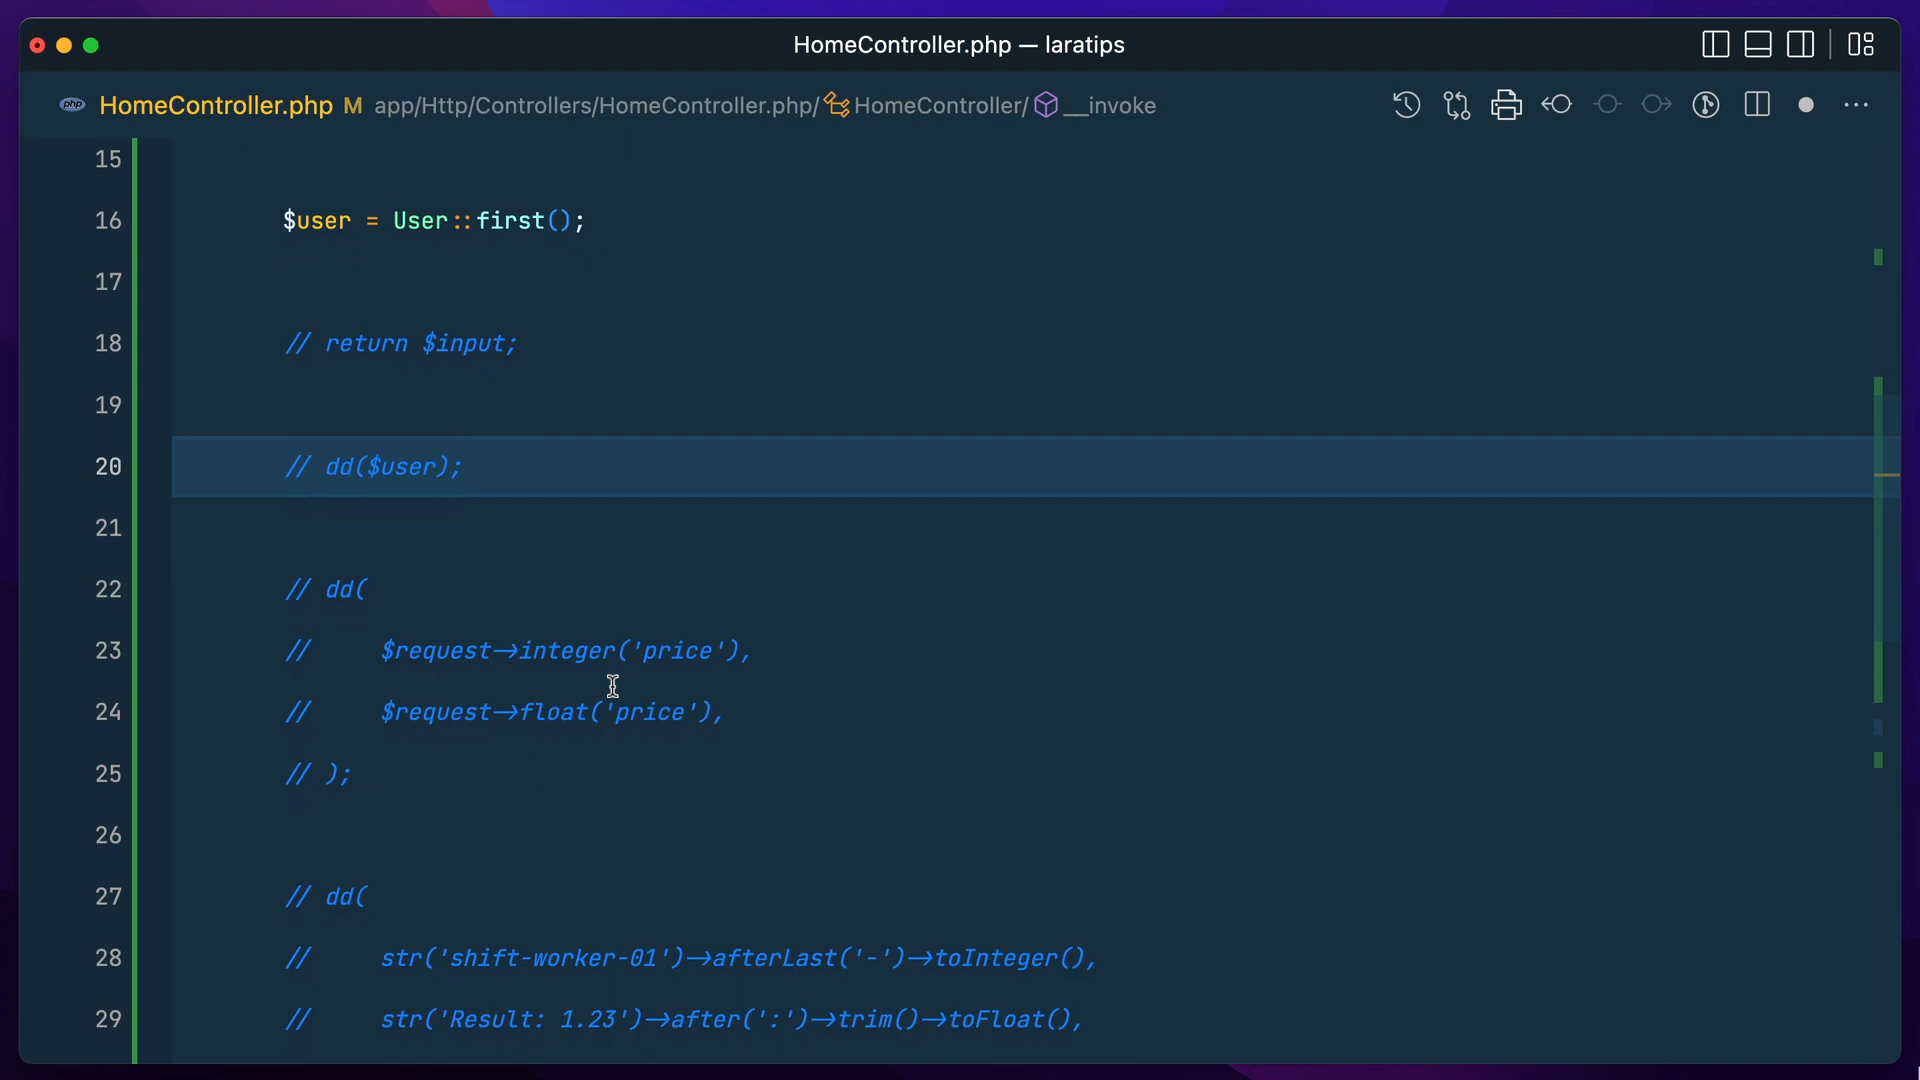 HomeController.php — laratips
php HomeController.php M app/Http/Controllers/HomeController.php/ HomeController/ __invoke
15
16 $user = User::first();
17
18 // return $input;
19
20 // dd($user);
21
22 // dd(
23 //     $request->integer('price'),
24 //     $request->float('price'),
25 // );
26
27 // dd(
28 //     str('shift-worker-01')->afterLast('-')->toInteger(),
29 //     str('Result: 1.23')->after(':')->trim()->toFloat(),